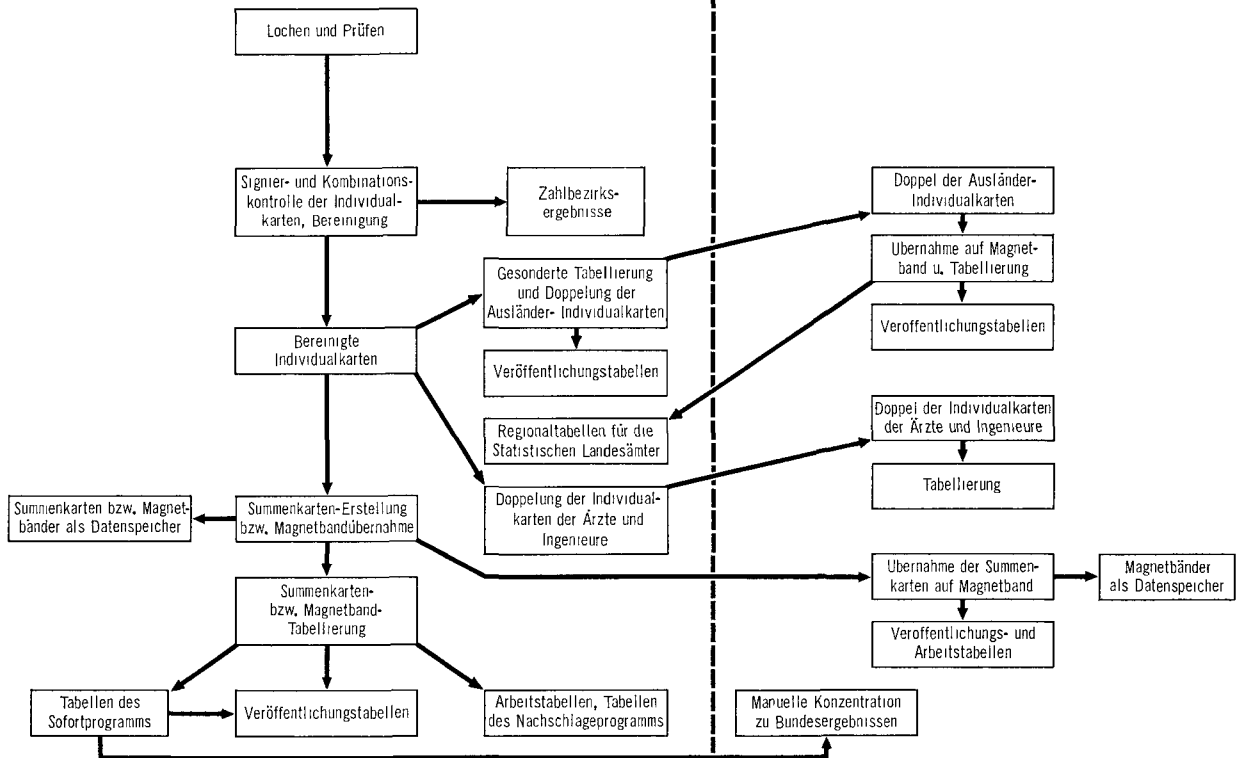 Lochen und Prüfen
Signier- und Kombinations-
kontrolle der Individual-
karten, Bereinigung
Zahlbezirks-
ergebnisse
Doppel der Ausländer-
Individualkarten
Ubernahme auf Magnet-
band u. Tabellierung
Veroffentlichungstabellen
Gesonderte Tabellierung
und Doppelung der
Ausländer- Individualkarten
Bereinigte
Individualkarten
Veröffentlichungstabellen
Regionaltabellen für die
Statistischen Landesämter
Doppel der Individualkarten
der Ärzte und Ingenieure
Tabellierung
Doppelung der Individual-
karten der Ärzte und
Ingenieure
Summenkarten bzw. Magnet-
bänder als Datenspeicher
Summenkarten-Erstellung
bzw. Magnetbandübernahme
Ubernahme der Summen-
karten auf Magnetband
Magnetbänder
als Datenspeicher
Summenkarten-
bzw. Magnetband-
Tabellierung
Veroffentlichungs- und
Arbeitstabellen
Tabellen des
Sofortprogramms
Veröffentlichungstabellen
Arbeitstabellen, Tabellen
des Nachschlageprogramms
Manuelle Konzentration
zu Bundesergebnissen